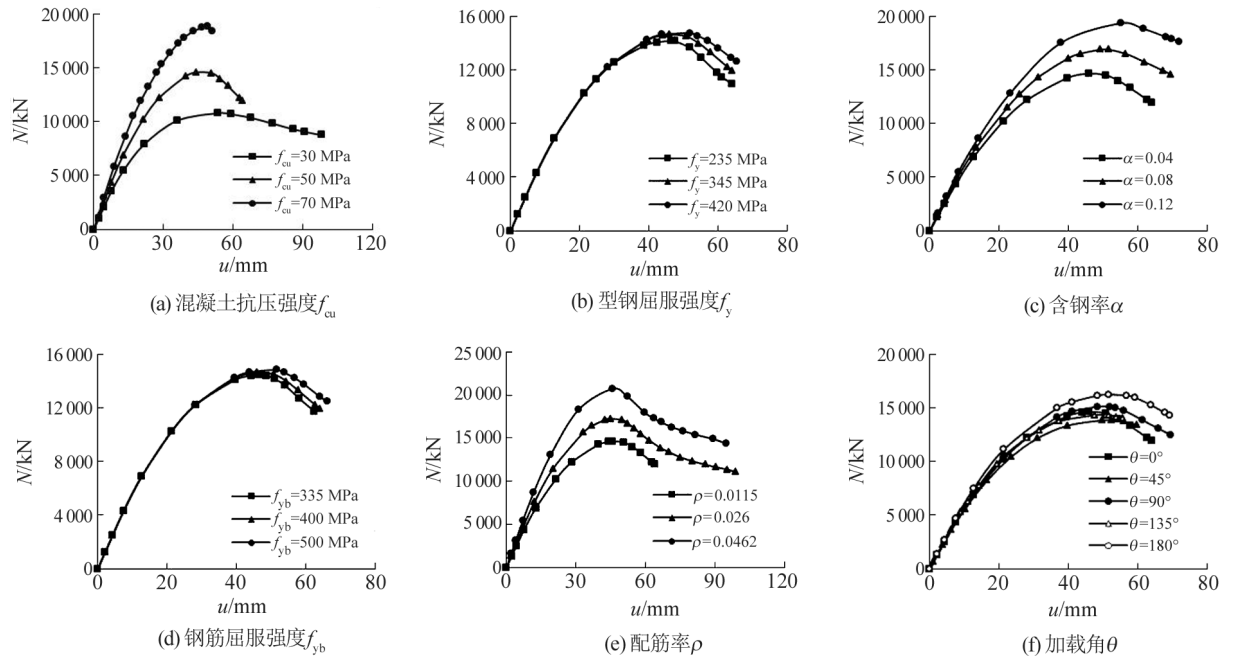 20 000
15 000
10 000
5 000
0
N/kN
f_cu=30 MPa
f_cu=50 MPa
f_cu=70 MPa
0 30 60 90 120
u/mm
(a) 混凝土抗压强度f_cu
16 000
12 000
8 000
4 000
0
N/kN
f_y=235 MPa
f_y=345 MPa
f_y=420 MPa
0 20 40 60 80
u/mm
(b) 型钢屈服强度f_y
20 000
15 000
10 000
5 000
0
N/kN
α=0.04
α=0.08
α=0.12
0 20 40 60 80
u/mm
(c) 含钢率α
16 000
12 000
8 000
4 000
0
N/kN
f_yb=335 MPa
f_yb=400 MPa
f_yb=500 MPa
0 20 40 60 80
u/mm
(d) 钢筋屈服强度f_yb
25 000
20 000
15 000
10 000
5 000
0
N/kN
ρ=0.0115
ρ=0.026
ρ=0.0462
0 30 60 90 120
u/mm
(e) 配筋率ρ
20 000
15 000
10 000
5 000
0
N/kN
θ=0°
θ=45°
θ=90°
θ=135°
θ=180°
0 20 40 60 80
u/mm
(f) 加载角θ